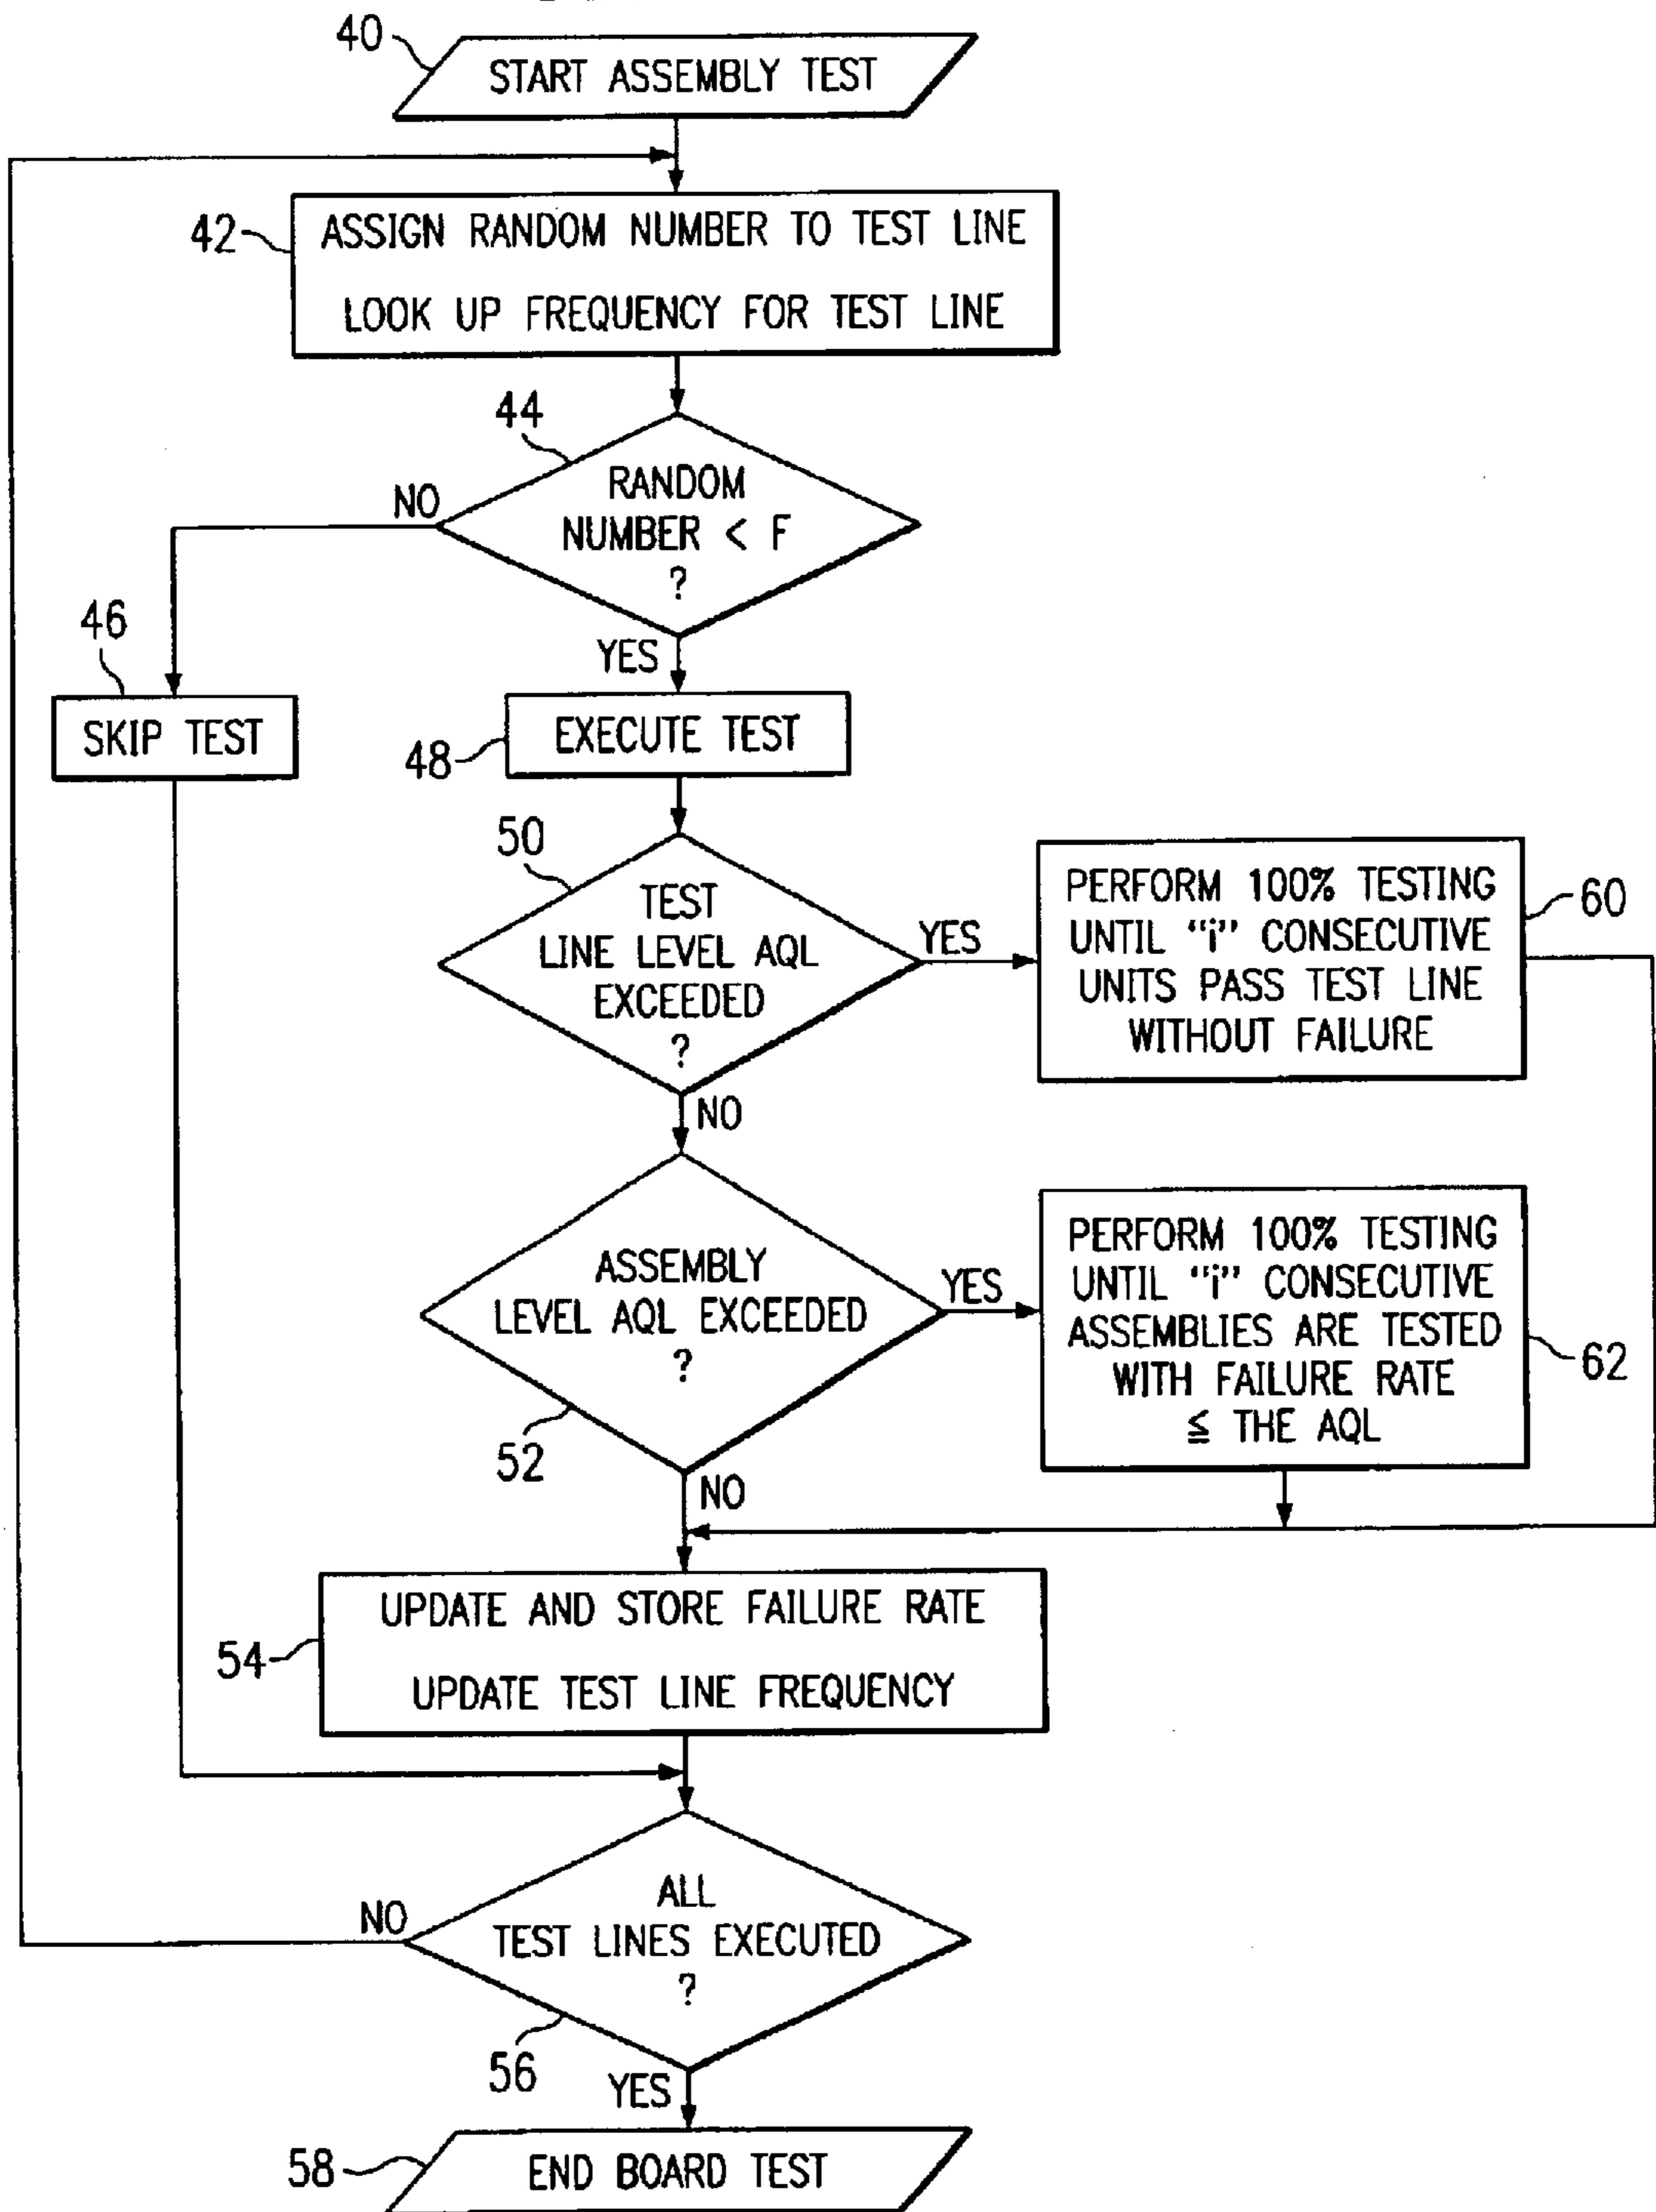 40
START ASSEMBLY TEST
42
ASSIGN RANDOM NUMBER TO TEST LINE
LOOK UP FREQUENCY FOR TEST LINE
44
RANDOM
NUMBER < F
?
NO
YES
46
SKIP TEST
48
EXECUTE TEST
50
TEST
LINE LEVEL AQL
EXCEEDED
?
YES
NO
PERFORM 100% TESTING
UNTIL "i" CONSECUTIVE
UNITS PASS TEST LINE
WITHOUT FAILURE
60
ASSEMBLY
LEVEL AQL EXCEEDED
?
52
YES
NO
PERFORM 100% TESTING
UNTIL "i" CONSECUTIVE
ASSEMBLIES ARE TESTED
WITH FAILURE RATE
≦ THE AQL
62
54
UPDATE AND STORE FAILURE RATE
UPDATE TEST LINE FREQUENCY
ALL
TEST LINES EXECUTED
?
NO
56
YES
58
END BOARD TEST